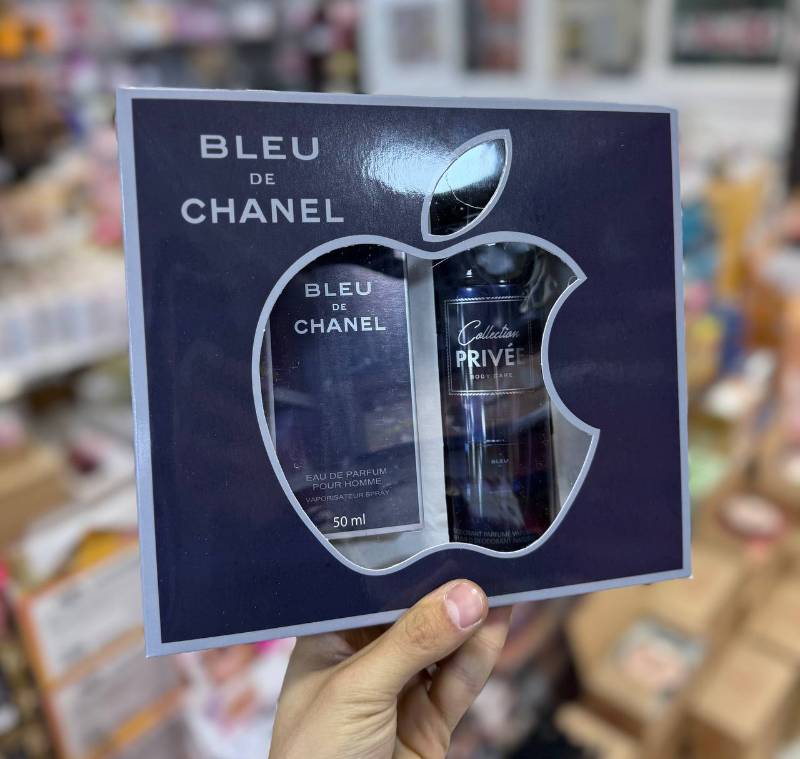 BLEU
DE
CHANEL
BLEU
DE
CHANEL
EAU DE PARFUM
POUR HOMME
VAPORISATEUR SPRAY
50 ml
Collection
PRIVÉE
BODY CARE
BLEU